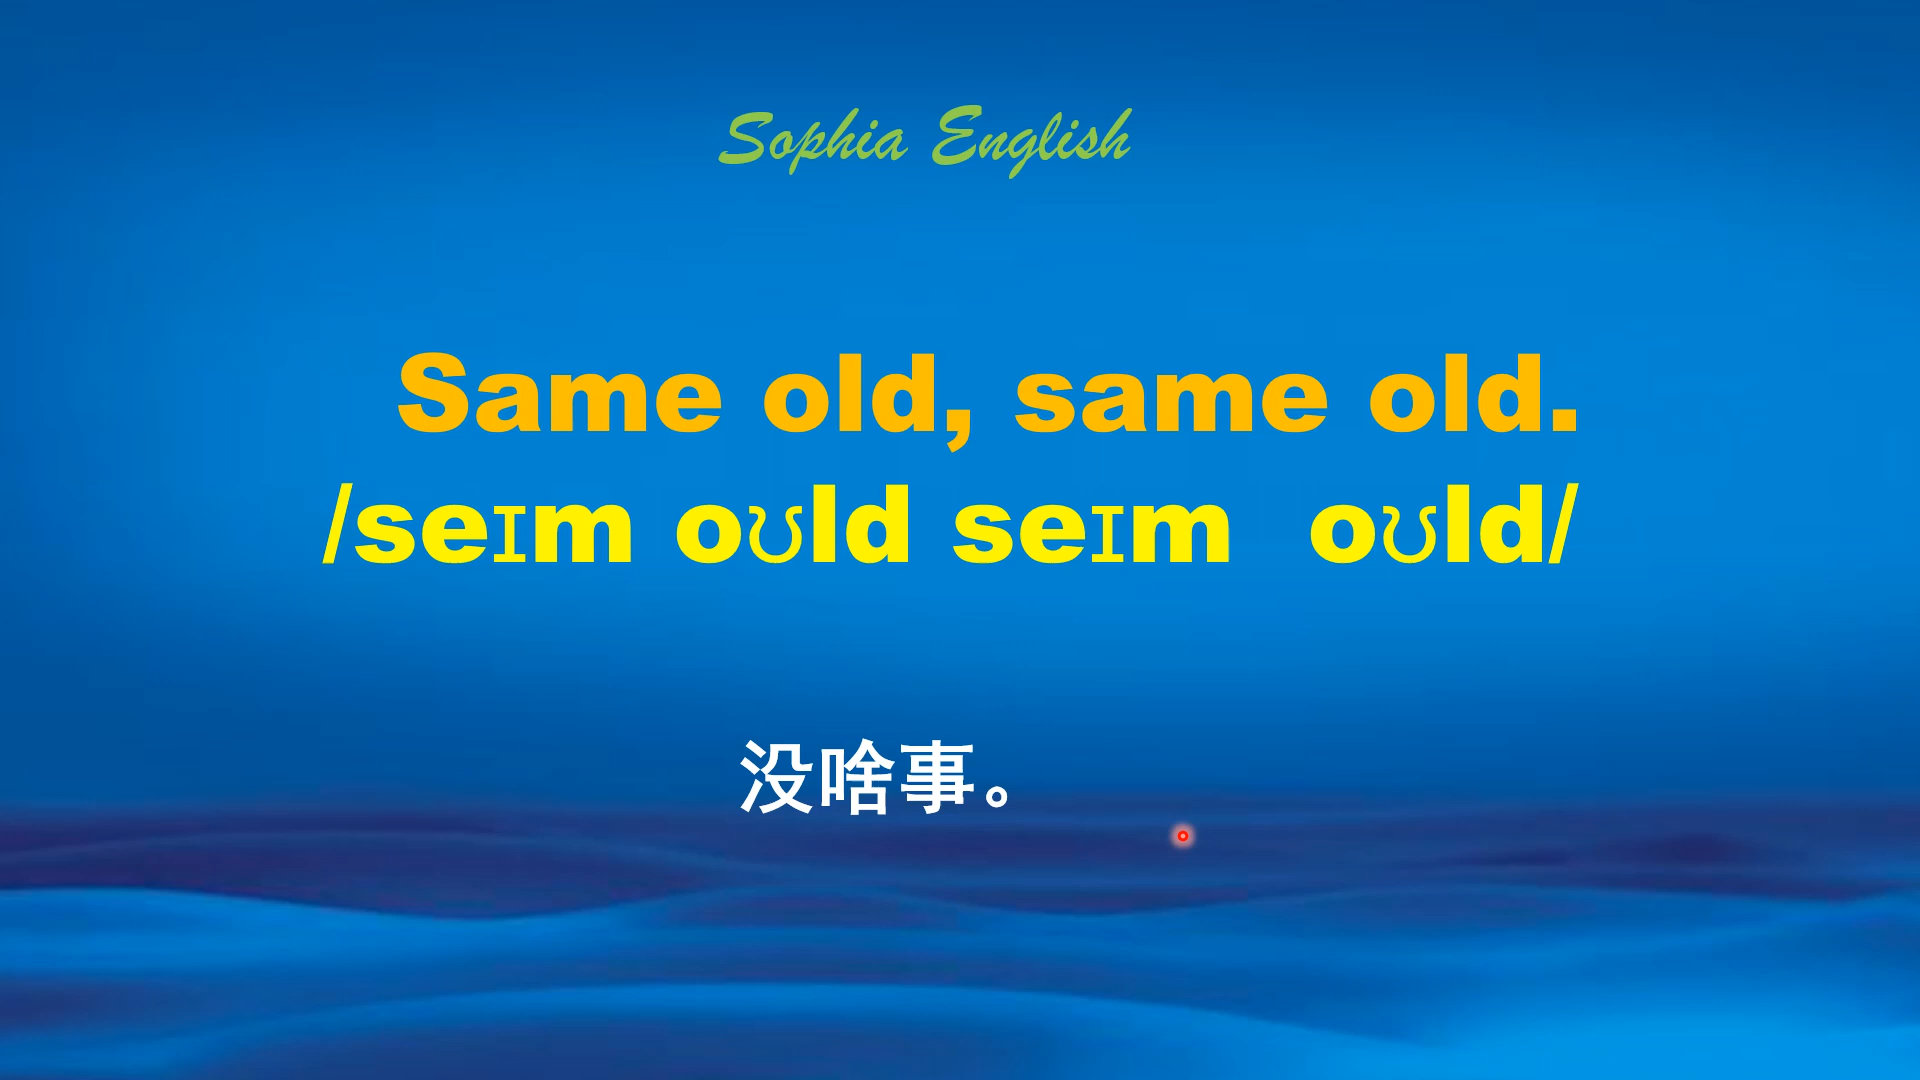 Sophia English
Same old, same old.
/seɪm oʊld seɪm  oʊld/
没啥事。